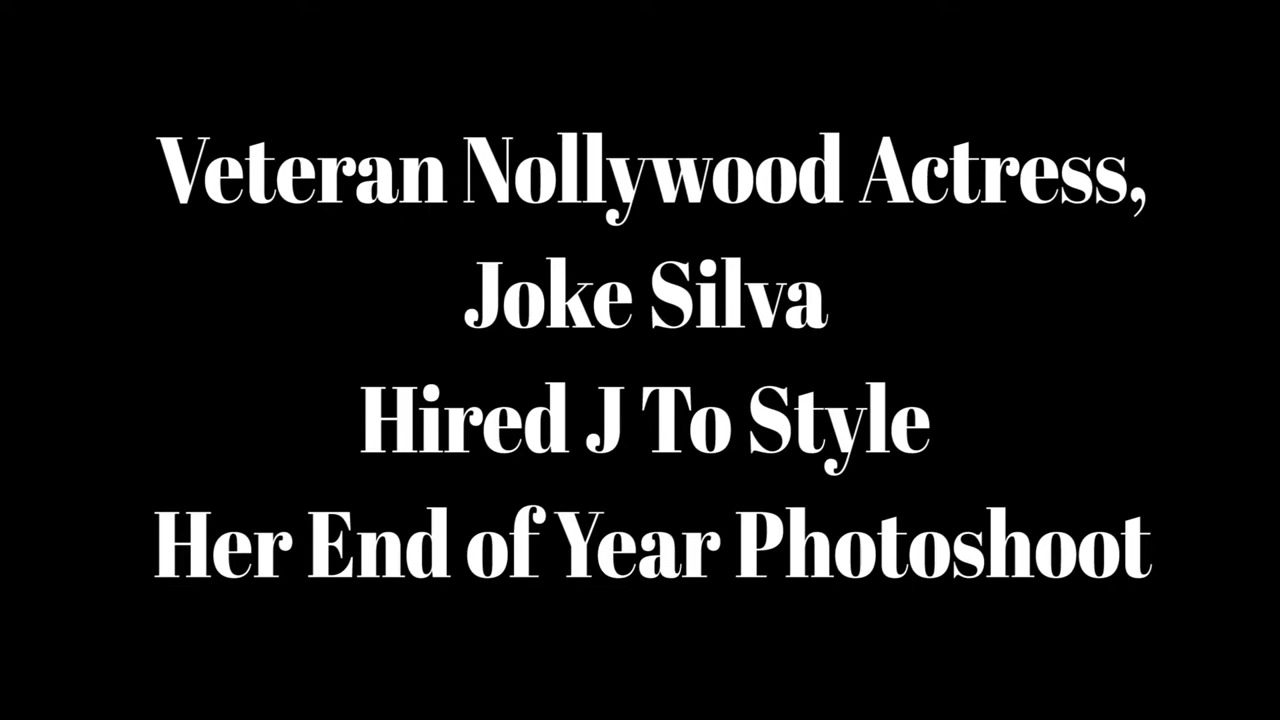 Veteran Nollywood Actress,
Joke Silva
Hired J To Style
Her End of Year Photoshoot